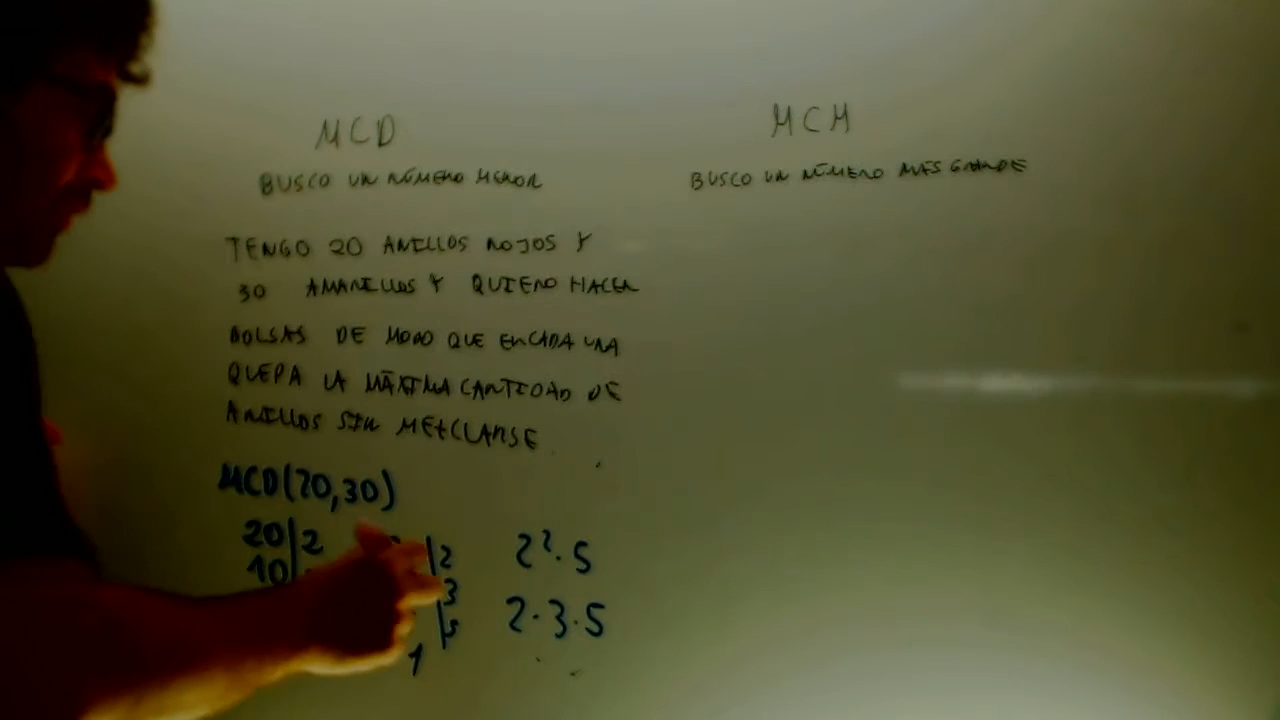 MCD
BUSCO UN NÚMERO MENOR
TENGO 20 ANILLOS ROJOS Y
30 AMARILLOS Y QUIERO HACER
BOLSAS DE MODO QUE EN CADA UNA
QUEPA LA MÁXIMA CANTIDAD DE
ANILLOS SIN MEZCLARSE
MCD(20,30)
20|2
10|
|2
3
|5
1
2²·5
2·3·5
MCM
BUSCO UN NÚMERO MÁS GRANDE